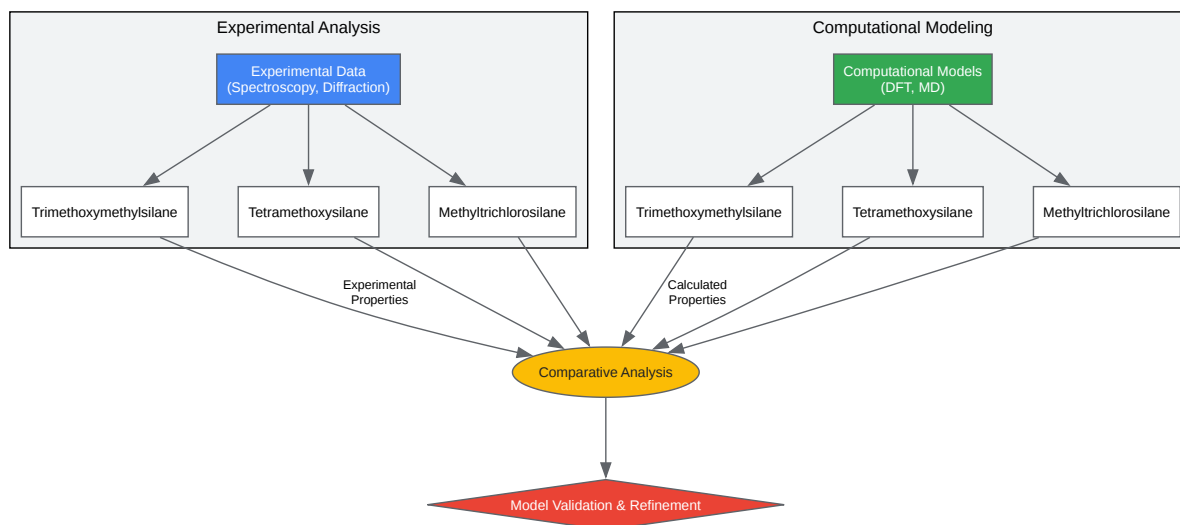 Experimental Analysis
Computational Modeling
Experimental Data
(Spectroscopy, Diffraction)
Computational Models
(DFT, MD)
Trimethoxymethylsilane
Tetramethoxysilane
Methyltrichlorosilane
Trimethoxymethylsilane
Tetramethoxysilane
Methyltrichlorosilane
Experimental
Properties
Calculated
Properties
Comparative Analysis
Model Validation & Refinement